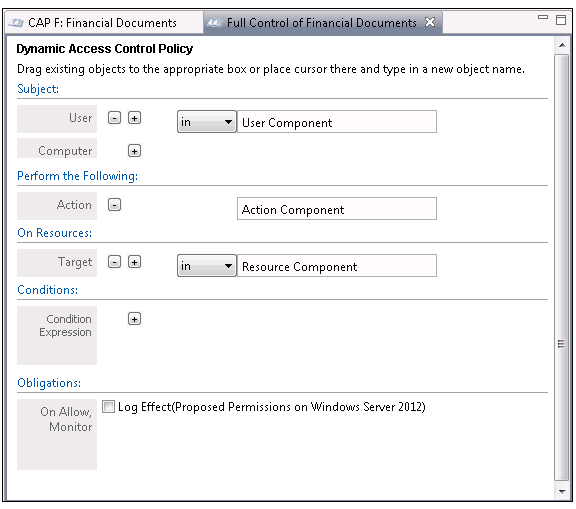 CAP F: Financial Documents
Full Control of Financial Documents
Dynamic Access Control Policy
Drag existing objects to the appropriate box or place cursor there and type in a new object name.
Subject:
User - + in User Component
Computer +
Perform the Following:
Action - Action Component
On Resources:
Target - + in Resource Component
Conditions:
Condition +
Expression
Obligations:
On Allow, Log Effect(Proposed Permissions on Windows Server 2012)
Monitor